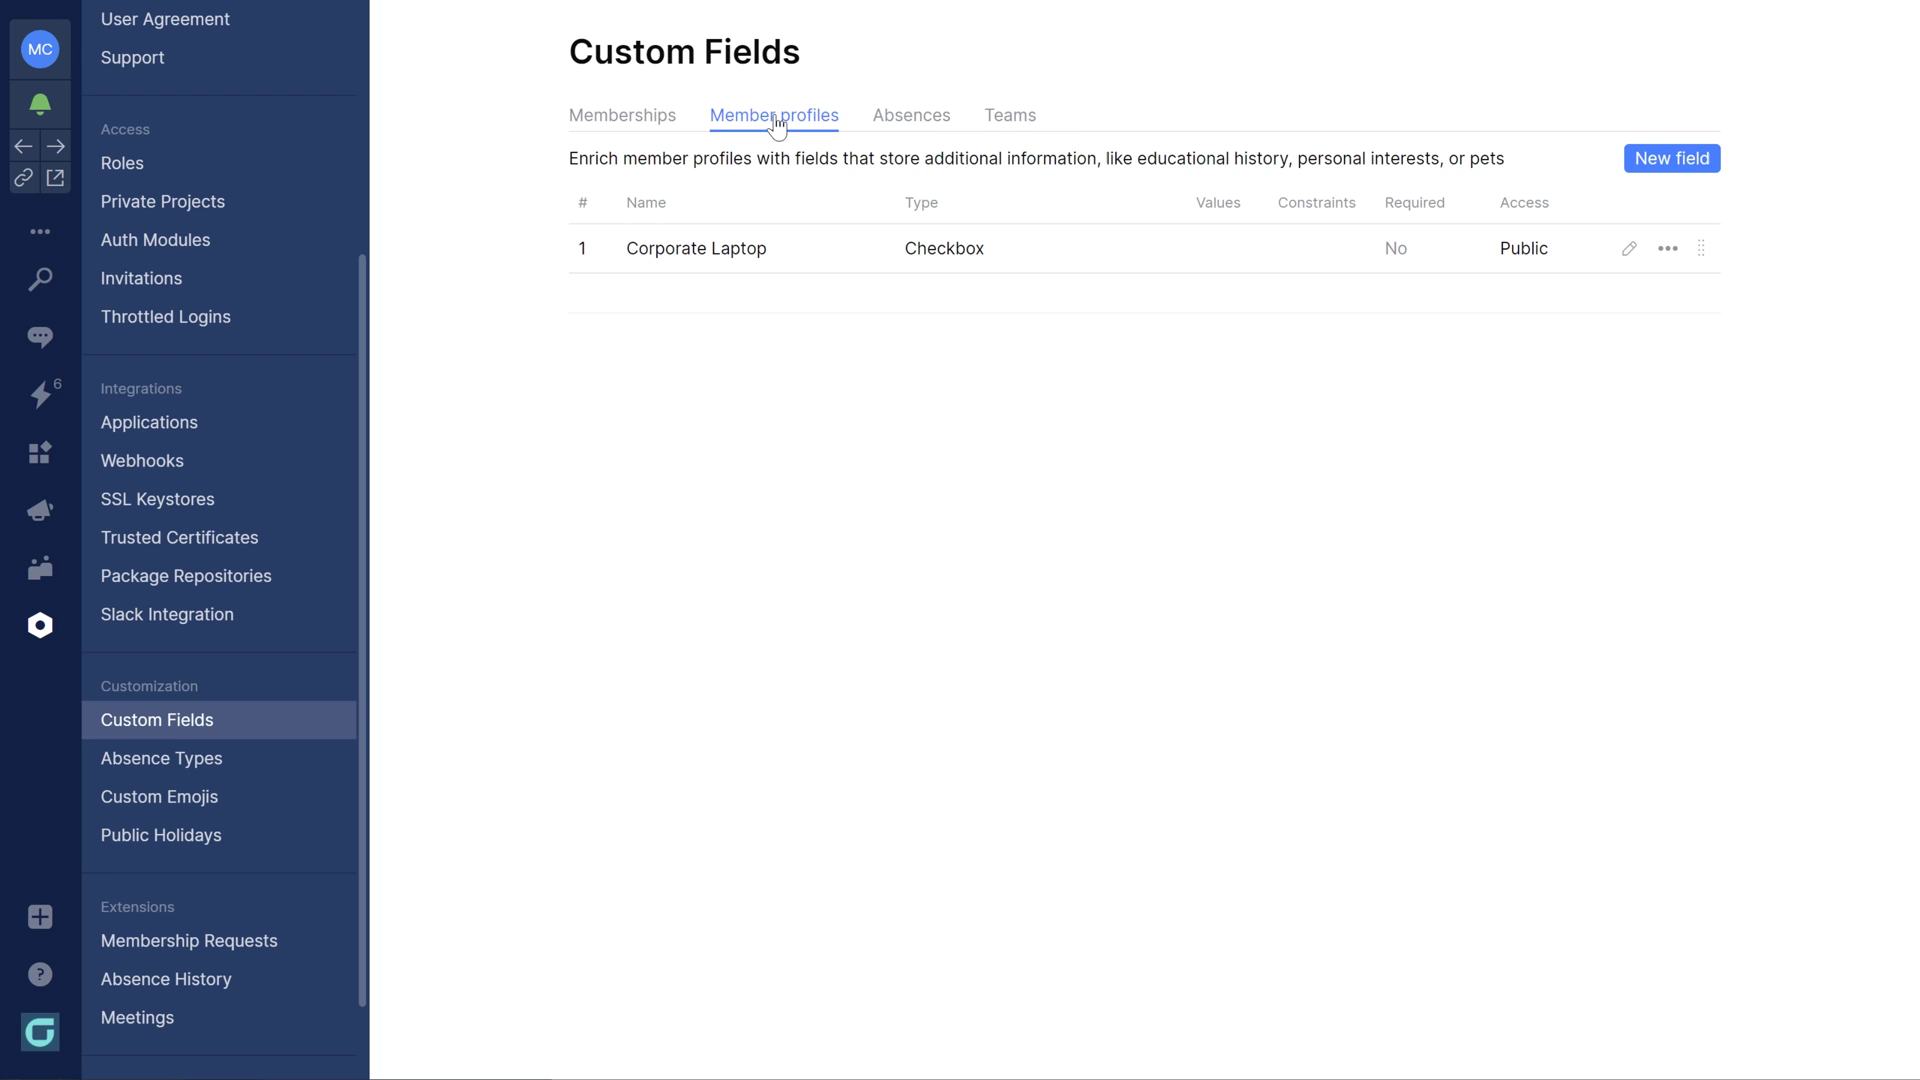 MC
6
User Agreement
Support
Access
Roles
Private Projects
Auth Modules
Invitations
Throttled Logins
Integrations
Applications
Webhooks
SSL Keystores
Trusted Certificates
Package Repositories
Slack Integration
Customization
Custom Fields
Absence Types
Custom Emojis
Public Holidays
Extensions
Membership Requests
Absence History
Meetings
Custom Fields
Memberships Member profiles Absences Teams
Enrich member profiles with fields that store additional information, like educational history, personal interests, or pets New field
# Name Type Values Constraints Required Access
1 Corporate Laptop Checkbox No Public